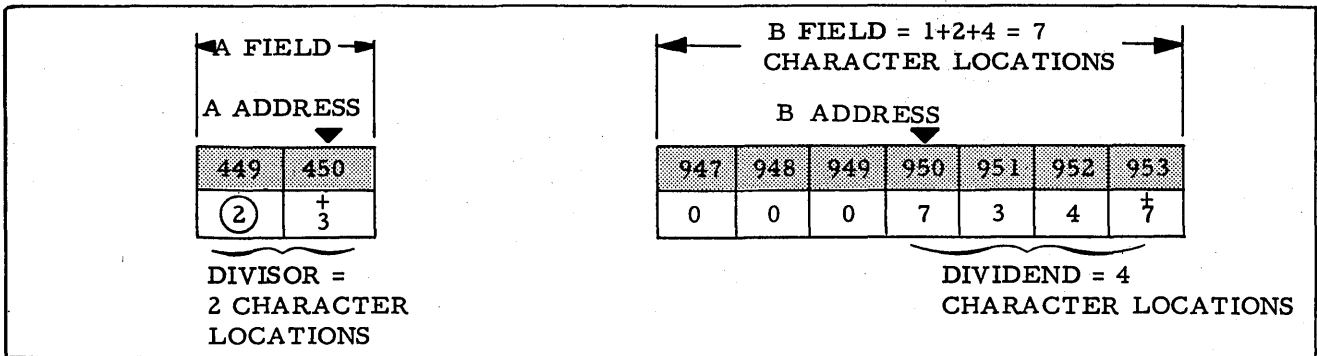 A FIELD
B FIELD = 1+2+4 = 7
CHARACTER LOCATIONS
A ADDRESS
B ADDRESS
449 450
947 948 949 950 951 952 953
2 +3
0 0 0 7 3 4 +7
DIVISOR =
2 CHARACTER
LOCATIONS
DIVIDEND = 4
CHARACTER LOCATIONS